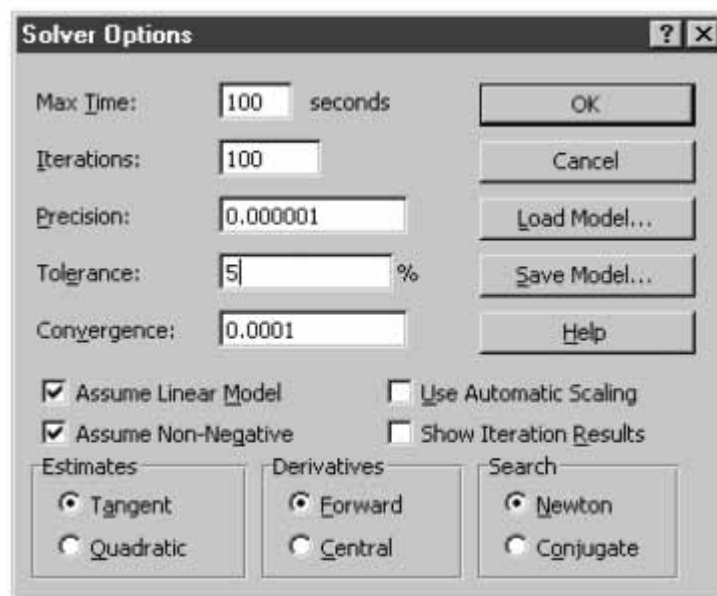 Solver Options
Max Time: 100 seconds
OK
Iterations: 100
Cancel
Precision: 0.000001
Load Model...
Tolerance: 5 %
Save Model...
Convergence: 0.0001
Help
Assume Linear Model
Use Automatic Scaling
Assume Non-Negative
Show Iteration Results
Estimates
Derivatives
Search
Tangent
Forward
Newton
Quadratic
Central
Conjugate